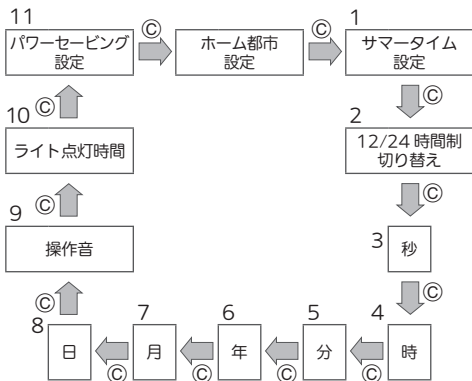 11
パワーセービング
設定
Ⓒ
ホーム都市
設定
Ⓒ
1
サマータイム
設定
Ⓒ
2
12/24 時間制
切り替え
Ⓒ
3
秒
Ⓒ
4
時
Ⓒ
5
分
Ⓒ
6
年
Ⓒ
7
月
Ⓒ
8
日
Ⓒ
9
操作音
Ⓒ
10
ライト点灯時間
Ⓒ